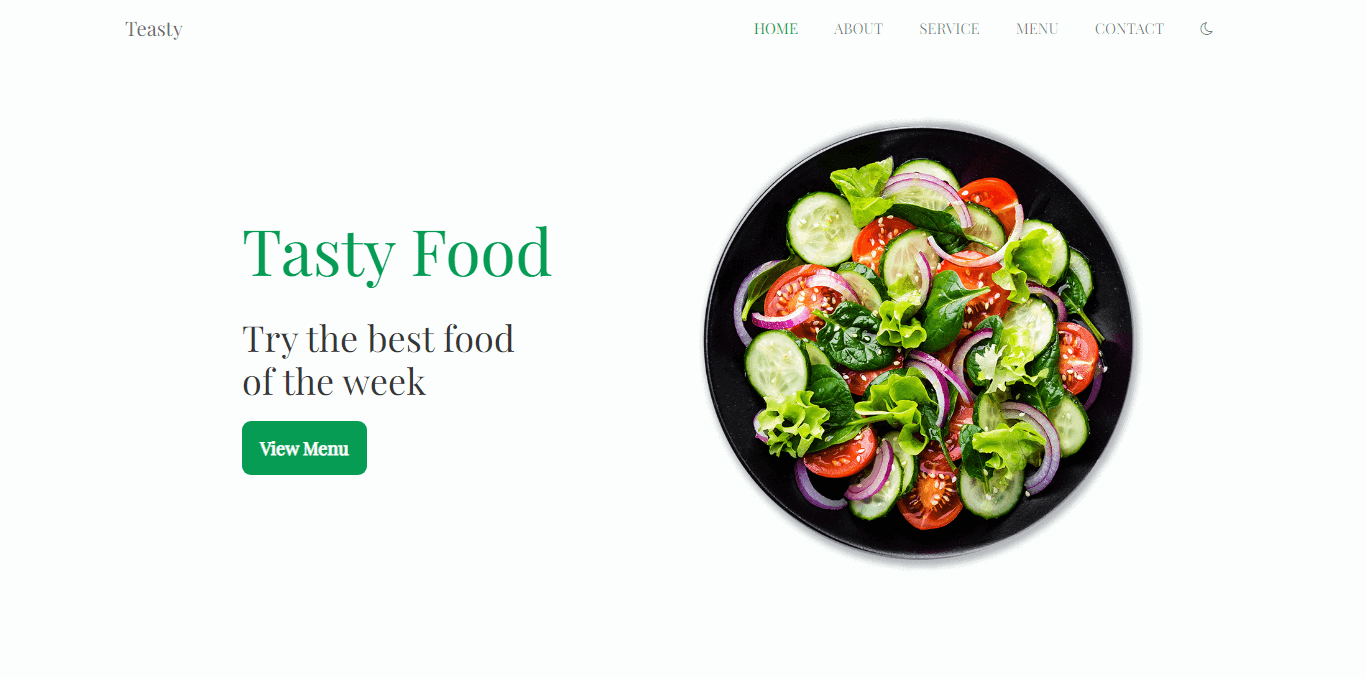 Teasty
HOME ABOUT SERVICE MENU CONTACT
Tasty Food
Try the best food
of the week
View Menu